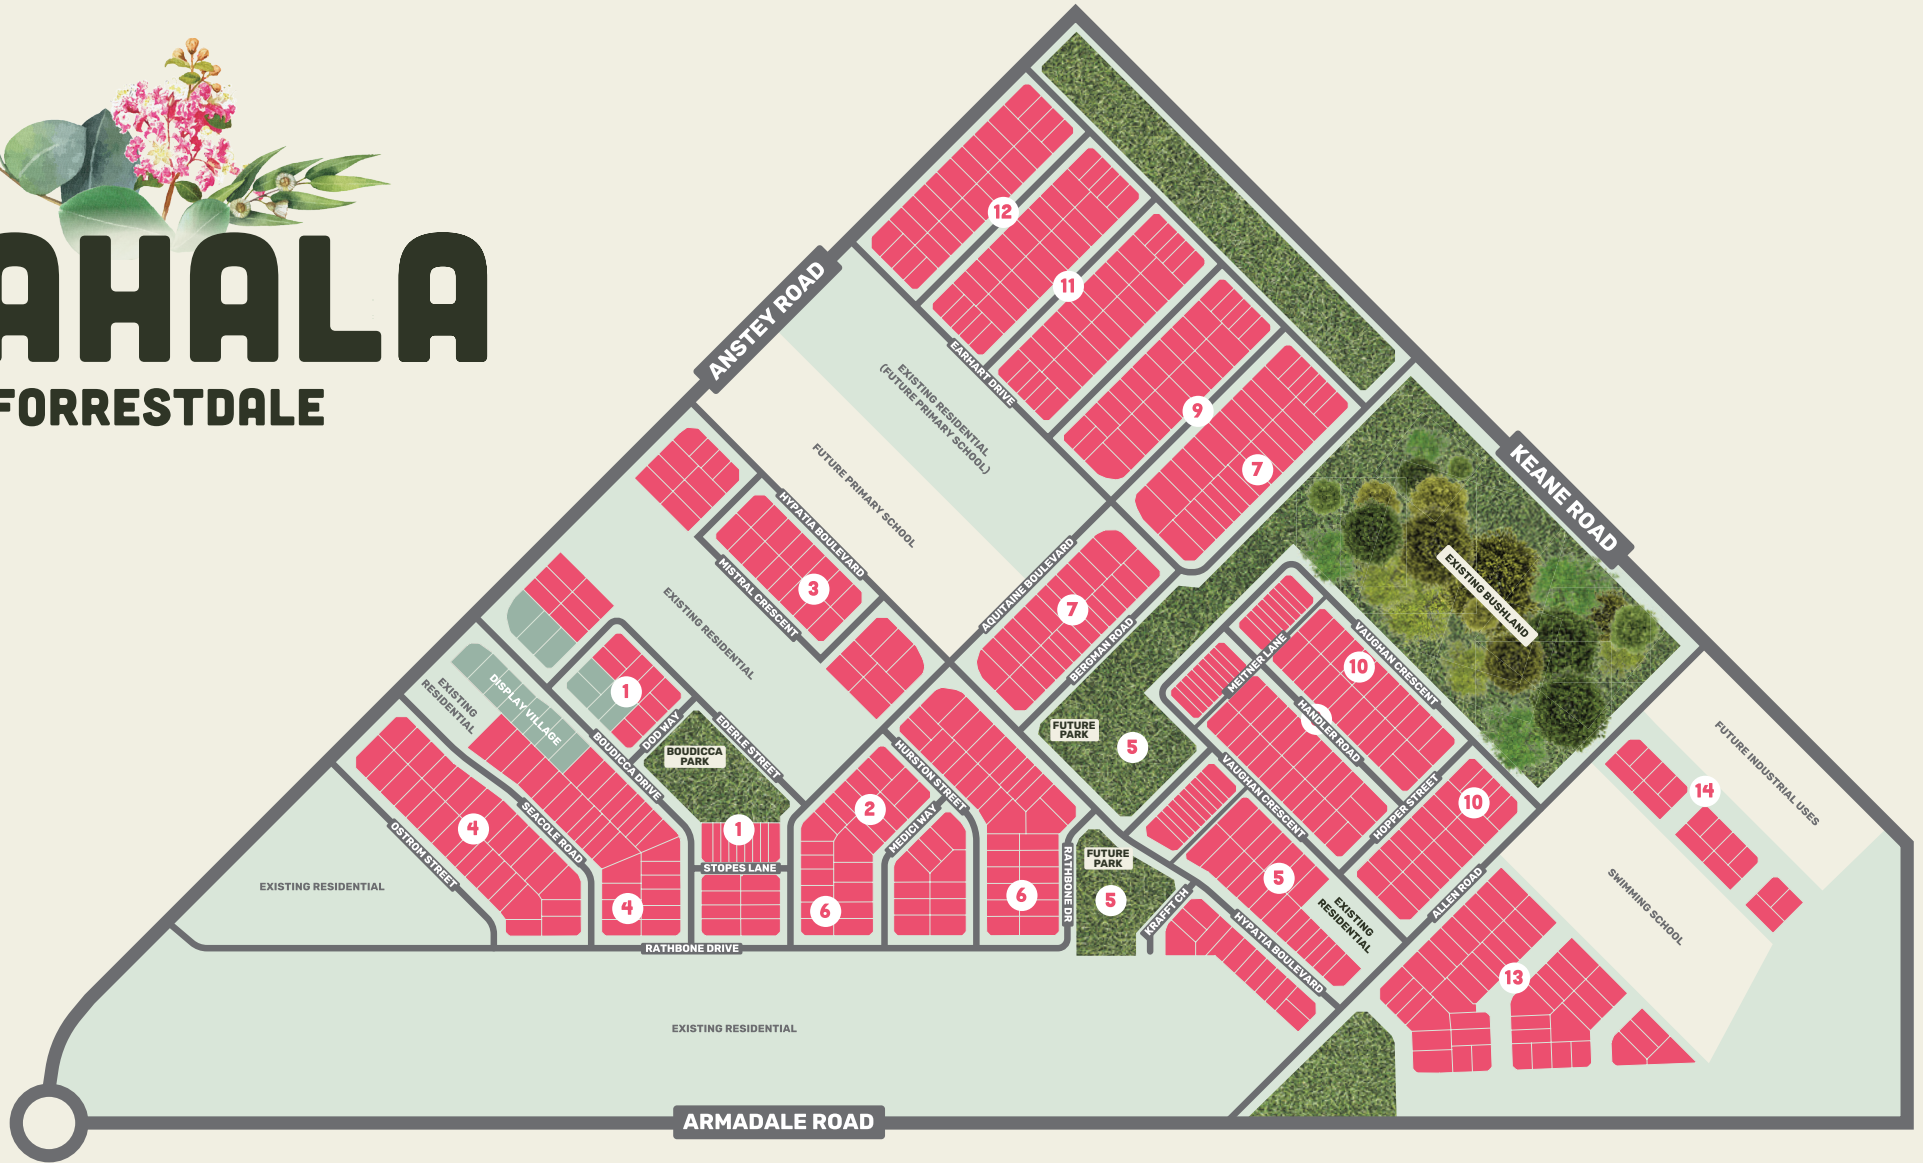 AHALA
FORRESTDALE
ANSTEY ROAD
KEANE ROAD
ARMADALE ROAD
12
11
9
7
EARHART DRIVE
EXISTING RESIDENTIAL
(FUTURE PRIMARY SCHOOL)
FUTURE PRIMARY SCHOOL
HYPATIA BOULEVARD
MISTRAL CRESCENT
3
EXISTING RESIDENTIAL
AQUITAINE BOULEVARD
7
BERGMAN ROAD
EXISTING BUSHLAND
VAUGHAN CRESCENT
MEITNER LANE
10
HANDLER ROAD
FUTURE
PARK
5
VAUGHAN CRESCENT
HOPPER STREET
10
EXISTING
RESIDENTIAL
DISPLAY VILLAGE
1
DOD WAY
EDERLE STREET
BOUDICCA DRIVE
BOUDICCA
PARK
1
STOPES LANE
HURSTON STREET
2
MEDICI WAY
6
6
RATHBONE DR
FUTURE
PARK
5
KRAFFT CH
5
EXISTING
RESIDENTIAL
ALLEN ROAD
HYPATIA BOULEVARD
SEACOLE ROAD
OSTROM STREET
4
4
EXISTING RESIDENTIAL
RATHBONE DRIVE
EXISTING RESIDENTIAL
FUTURE INDUSTRIAL USES
14
SWIMMING SCHOOL
13